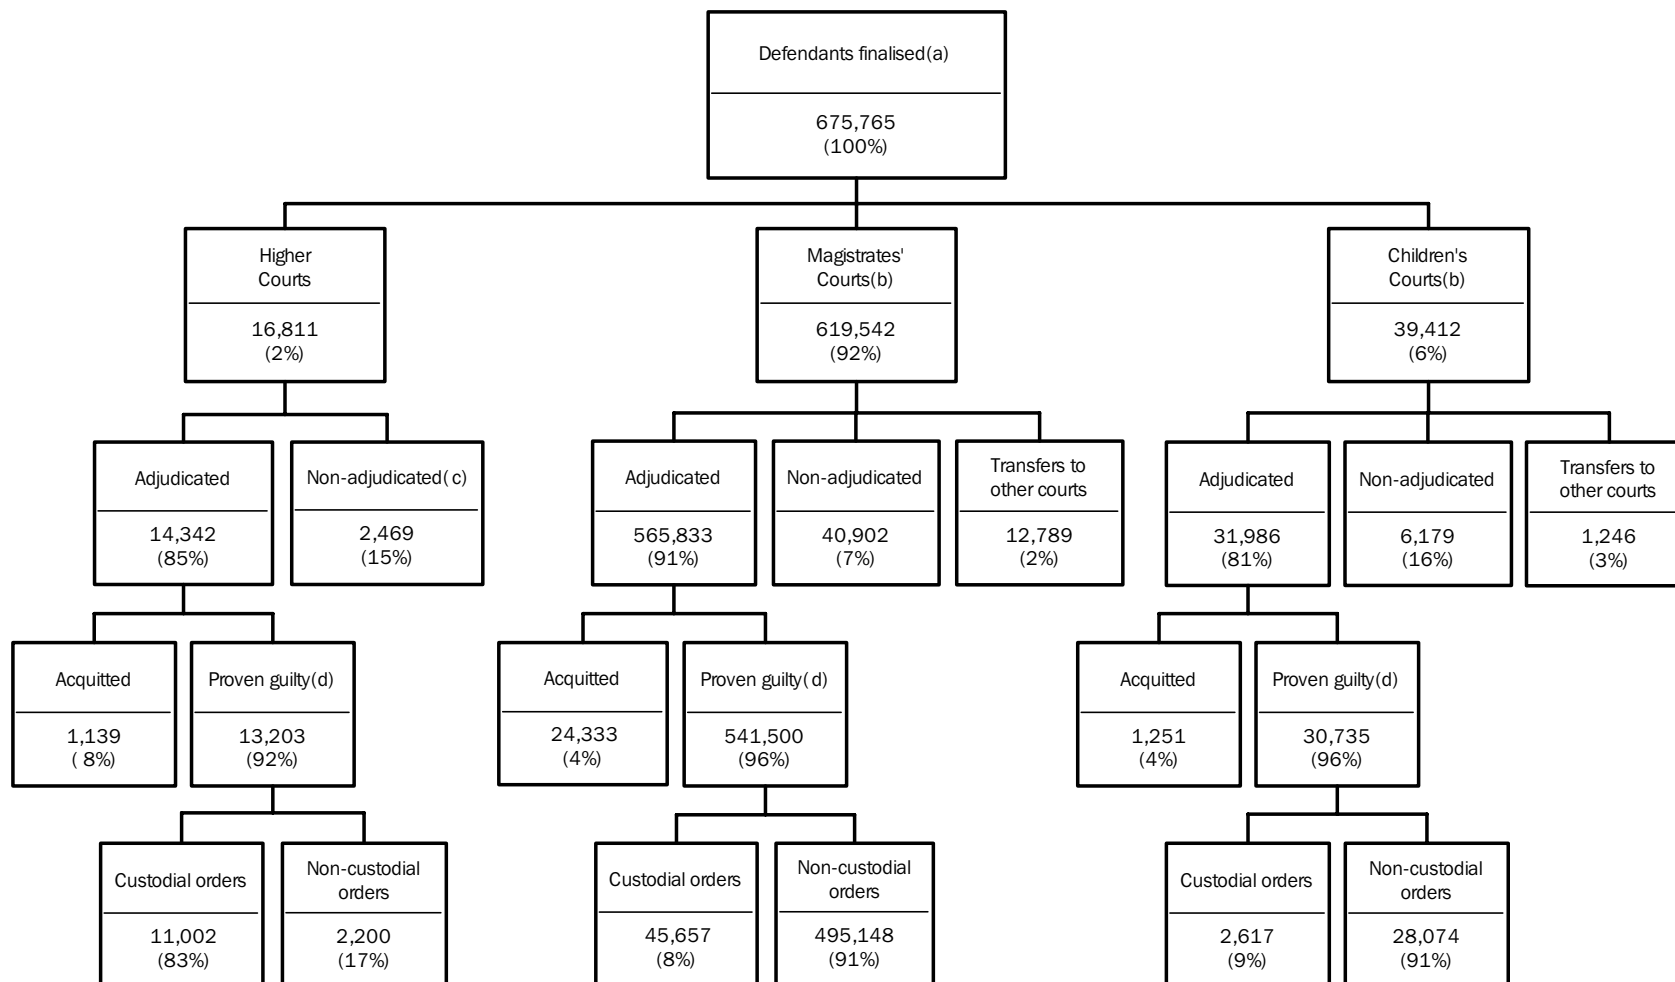 Defendants finalised(a)
675,765
(100%)
Higher
Courts
16,811
(2%)
Magistrates'
Courts(b)
619,542
(92%)
Children's
Courts(b)
39,412
(6%)
Adjudicated
14,342
(85%)
Non-adjudicated(c)
2,469
(15%)
Adjudicated
565,833
(91%)
Non-adjudicated
40,902
(7%)
Transfers to
other courts
12,789
(2%)
Adjudicated
31,986
(81%)
Non-adjudicated
6,179
(16%)
Transfers to
other courts
1,246
(3%)
Acquitted
1,139
( 8%)
Proven guilty(d)
13,203
(92%)
Acquitted
24,333
(4%)
Proven guilty(d)
541,500
(96%)
Acquitted
1,251
(4%)
Proven guilty(d)
30,735
(96%)
Custodial orders
11,002
(83%)
Non-custodial
orders
2,200
(17%)
Custodial orders
45,657
(8%)
Non-custodial
orders
495,148
(91%)
Custodial orders
2,617
(9%)
Non-custodial
orders
28,074
(91%)